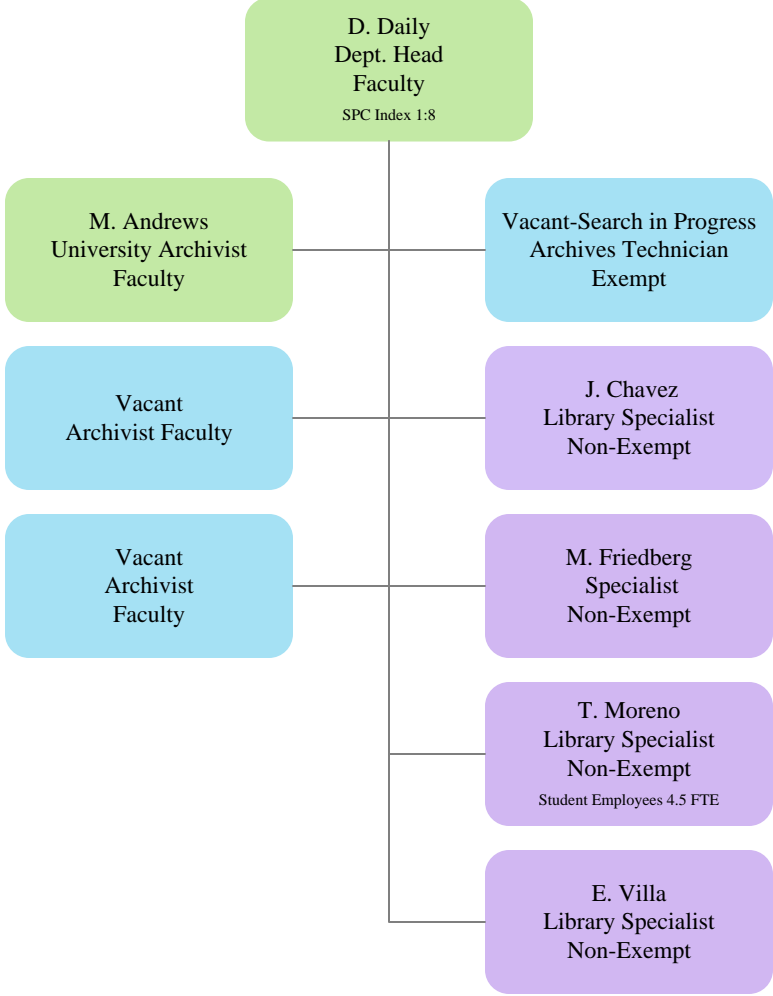 D. Daily
Dept. Head
Faculty
SPC Index 1:8
M. Andrews
University Archivist
Faculty
Vacant-Search in Progress
Archives Technician
Exempt
Vacant
Archivist Faculty
J. Chavez
Library Specialist
Non-Exempt
Vacant
Archivist
Faculty
M. Friedberg
Specialist
Non-Exempt
T. Moreno
Library Specialist
Non-Exempt
Student Employees 4.5 FTE
E. Villa
Library Specialist
Non-Exempt